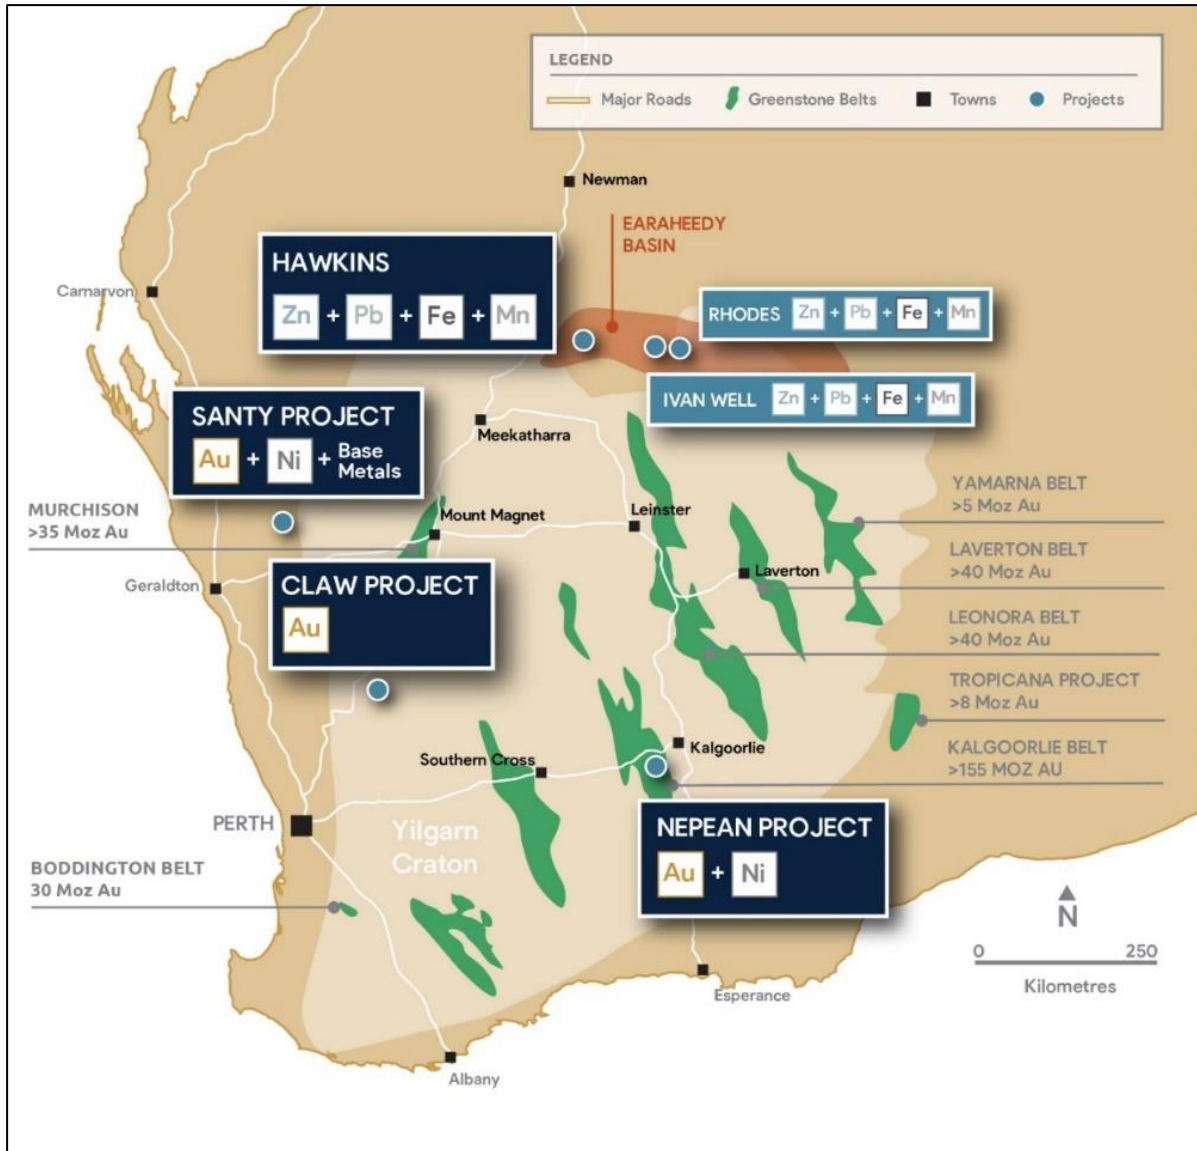 LEGEND
Major Roads
Greenstone Belts
Towns
Projects
Newman
EARAHEEDY
BASIN
HAWKINS
Zn + Pb + Fe + Mn
Carnarvon
RHODES Zn + Pb + Fe + Mn
IVAN WELL Zn + Pb + Fe + Mn
SANTY PROJECT
Au + Ni + Base
Metals
Meekatharra
MURCHISON
>35 Moz Au
Mount Magnet
Leinster
YAMARNA BELT
>5 Moz Au
LAVERTON BELT
>40 Moz Au
Geraldton
CLAW PROJECT
Au
Laverton
LEONORA BELT
>40 Moz Au
TROPICANA PROJECT
>8 Moz Au
Kalgoorlie
KALGOORLIE BELT
>155 MOZ AU
Southern Cross
PERTH
Yilgarn
Craton
NEPEAN PROJECT
Au + Ni
BODDINGTON BELT
30 Moz Au
N
0 250
Kilometres
Esperance
Albany